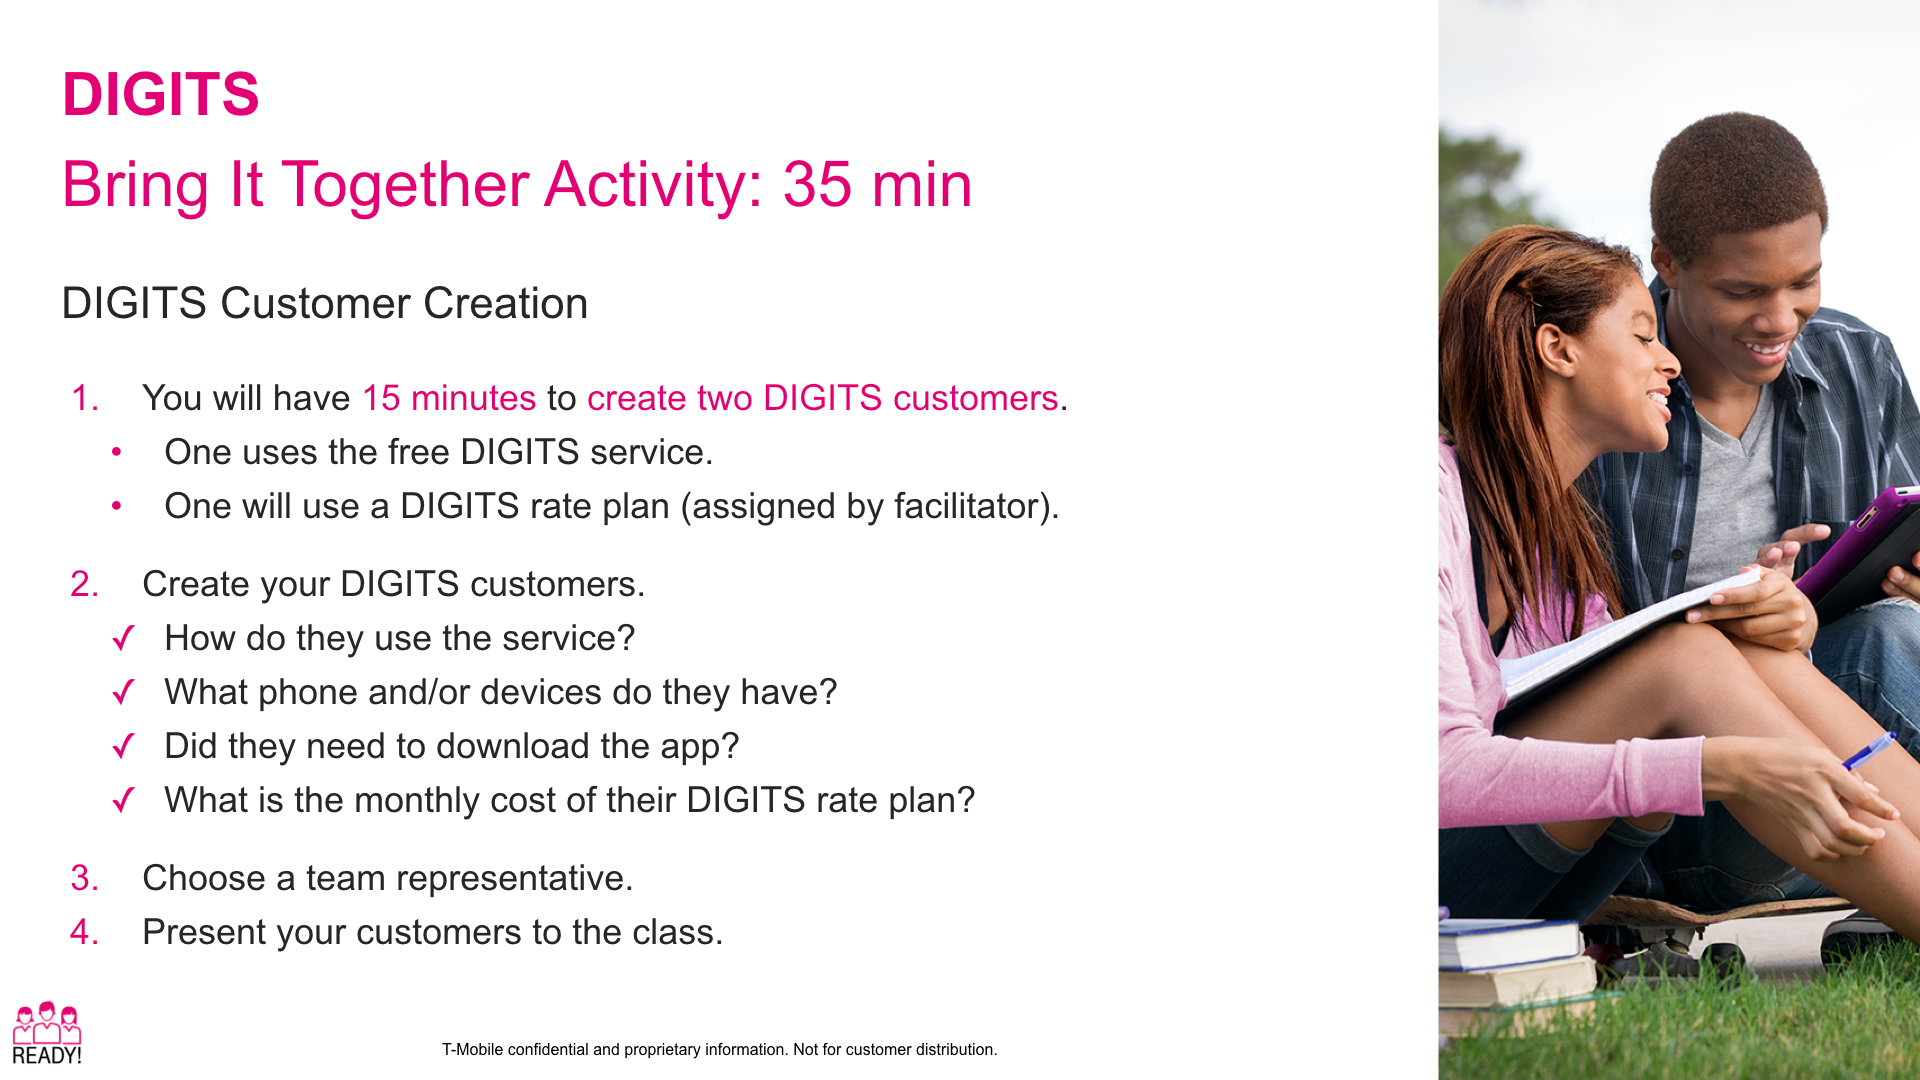 DIGITS
Bring It Together Activity: 35 min
DIGITS Customer Creation
1. You will have 15 minutes to create two DIGITS customers.
• One uses the free DIGITS service.
• One will use a DIGITS rate plan (assigned by facilitator).
2. Create your DIGITS customers.
✓ How do they use the service?
✓ What phone and/or devices do they have?
✓ Did they need to download the app?
✓ What is the monthly cost of their DIGITS rate plan?
3. Choose a team representative.
4. Present your customers to the class.
READY!
T-Mobile confidential and proprietary information. Not for customer distribution.